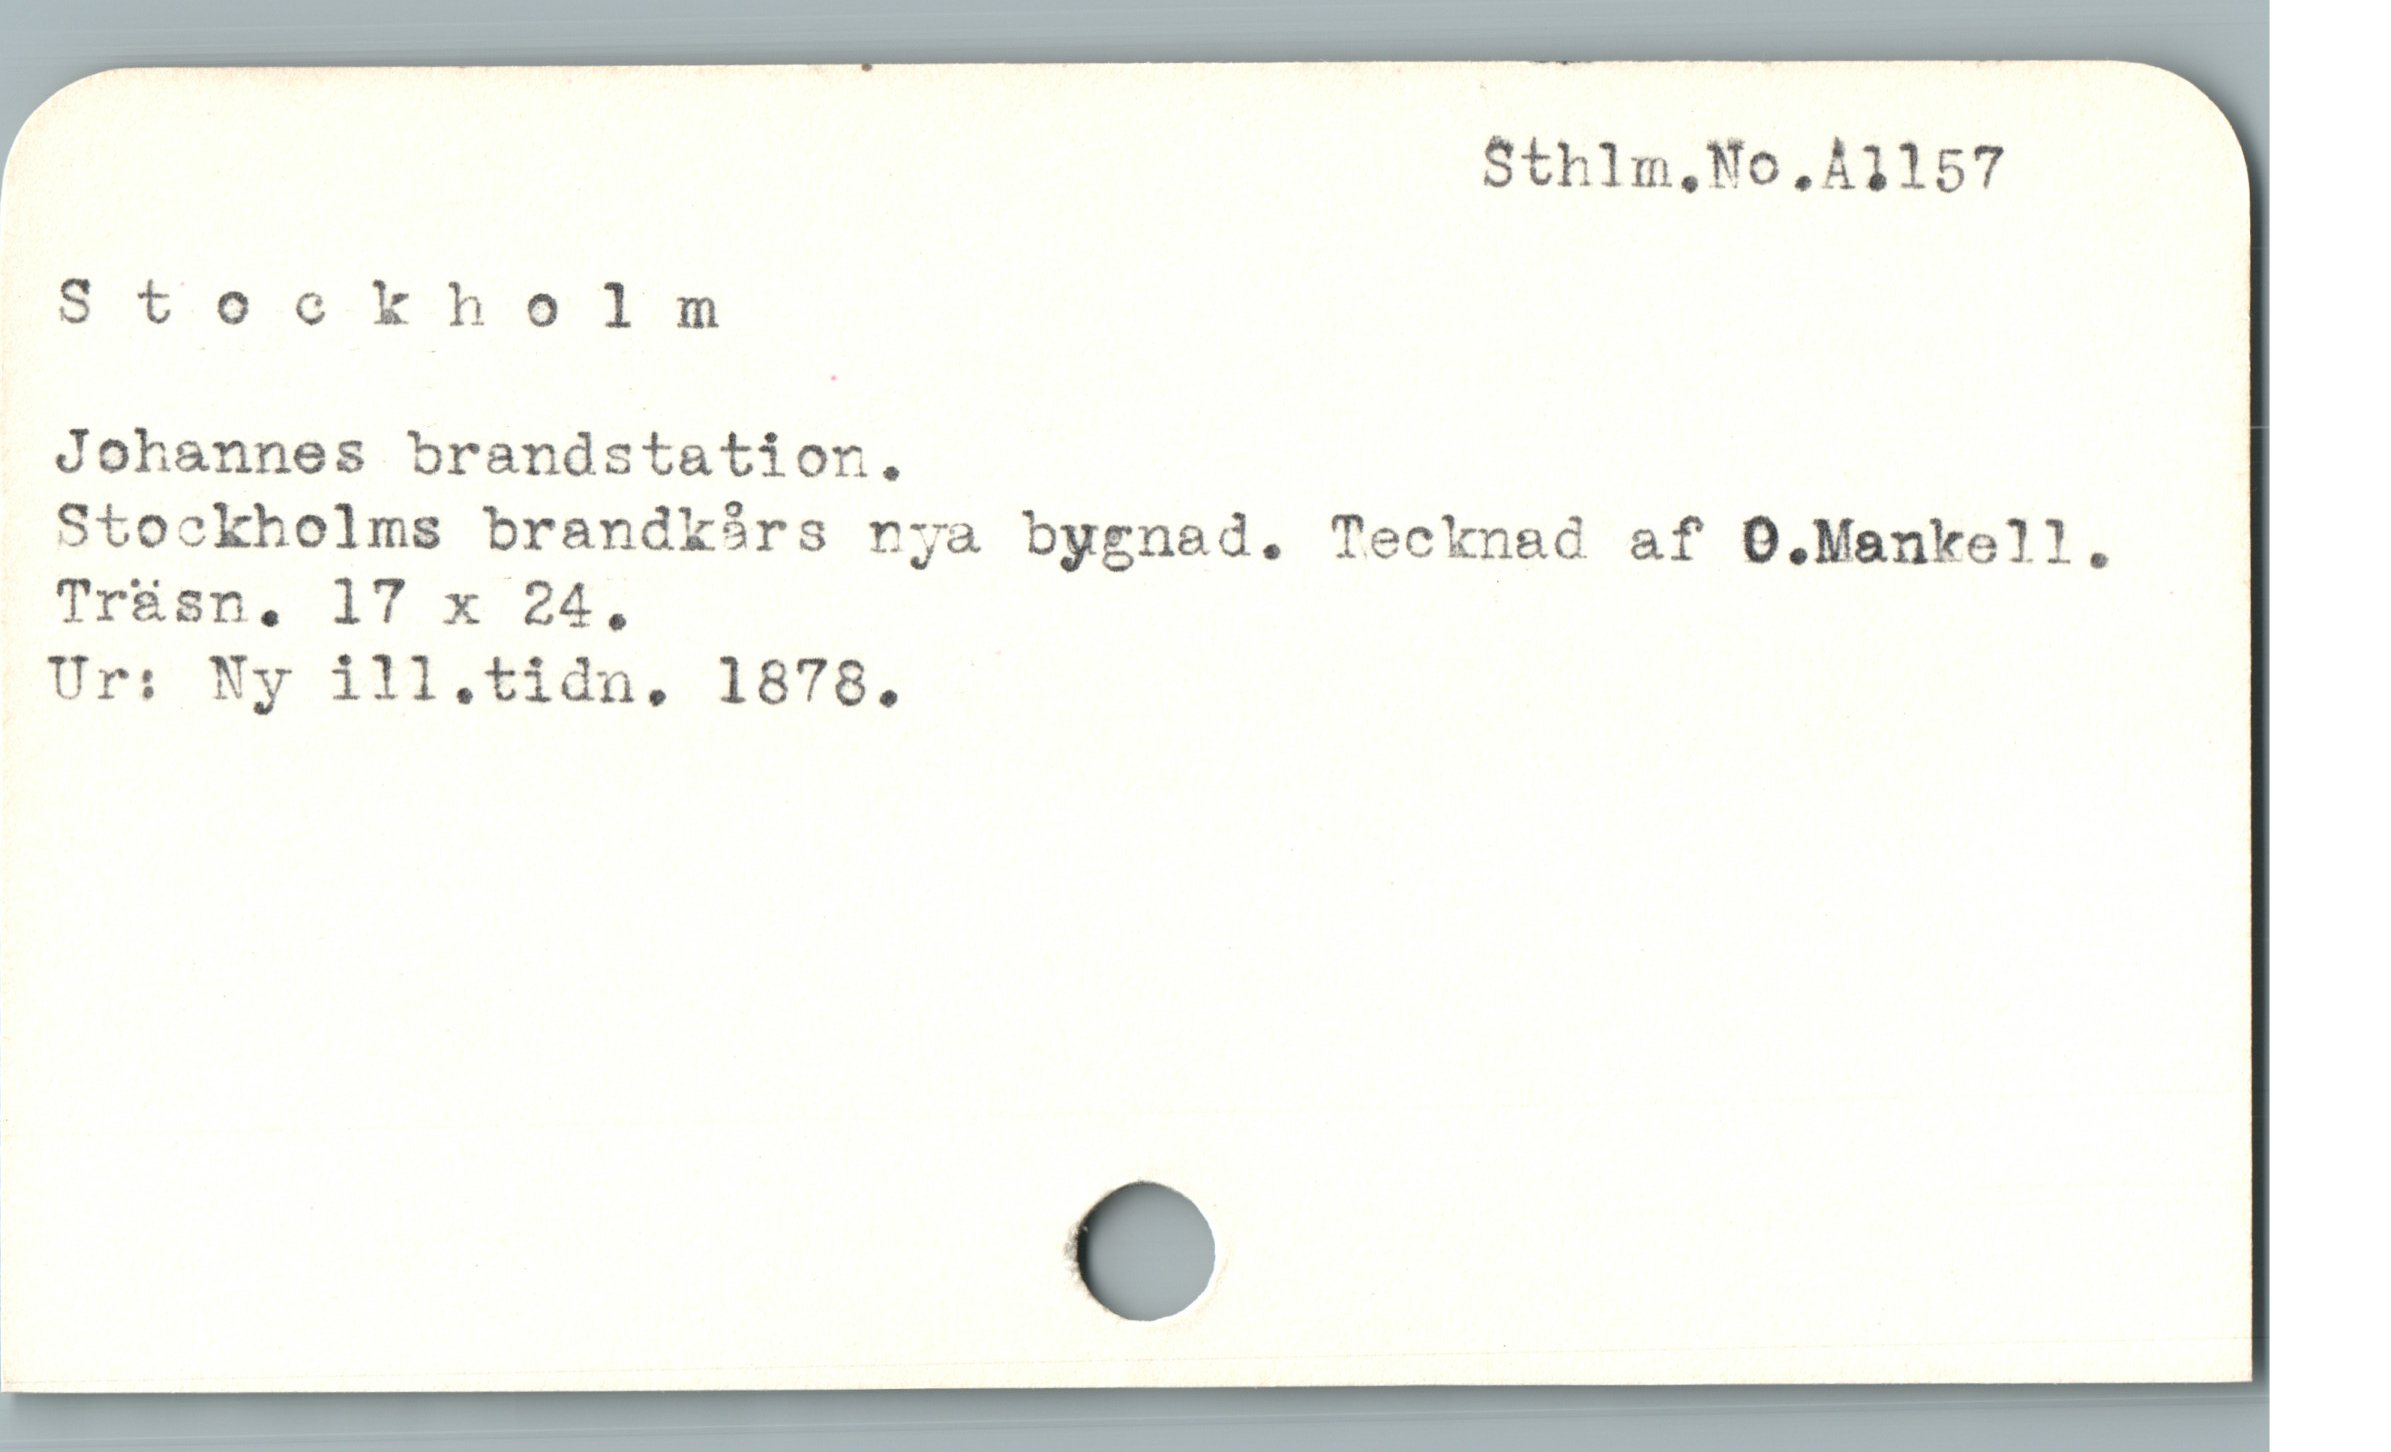 Sthlm.No.A1157
S t o c k h o l m
Johannes brandstation.
Stockholms brandkårs nya bygnad. Tecknad af O.Mankell.
Träsn. 17 x 24.
Ur: Ny ill.tidn. 1878.